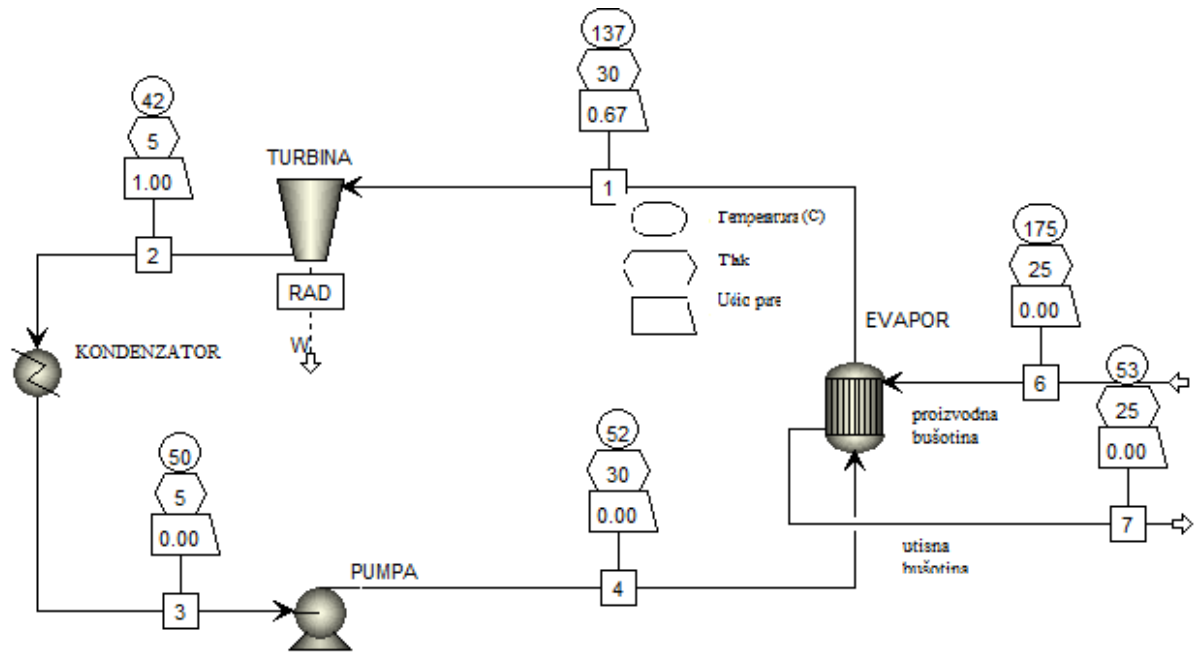 137
30
0.67
42
5
1.00
TURBINA
1
Temperatura (C)
Tlak
Udio pare
175
25
0.00
2
RAD
W
EVAPOR
KONDENZATOR
6
53
25
0.00
proizvodna
bušotina
50
5
0.00
52
30
0.00
7
utisna
bušotina
PUMPA
3
4